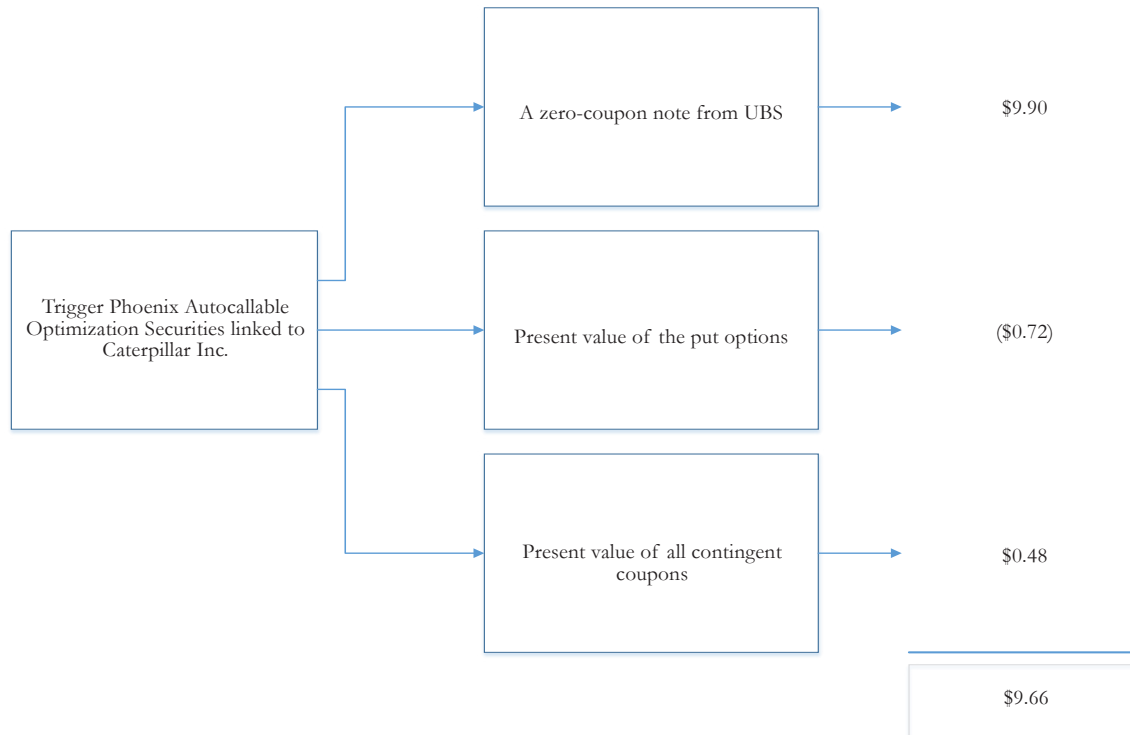 A zero-coupon note from UBS
$9.90
Trigger Phoenix Autocallable
Optimization Securities linked to
Caterpillar Inc.
Present value of the put options
($0.72)
Present value of all contingent
coupons
$0.48
$9.66